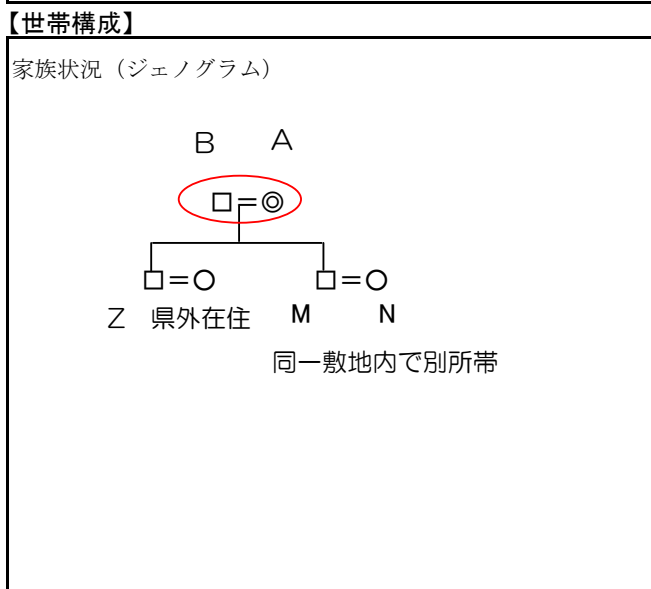 【世帯構成】
家族状況（ジェノグラム）
B A
□＝◎
□＝○ □＝○
Z 県外在住 M N
同一敷地内で別所帯